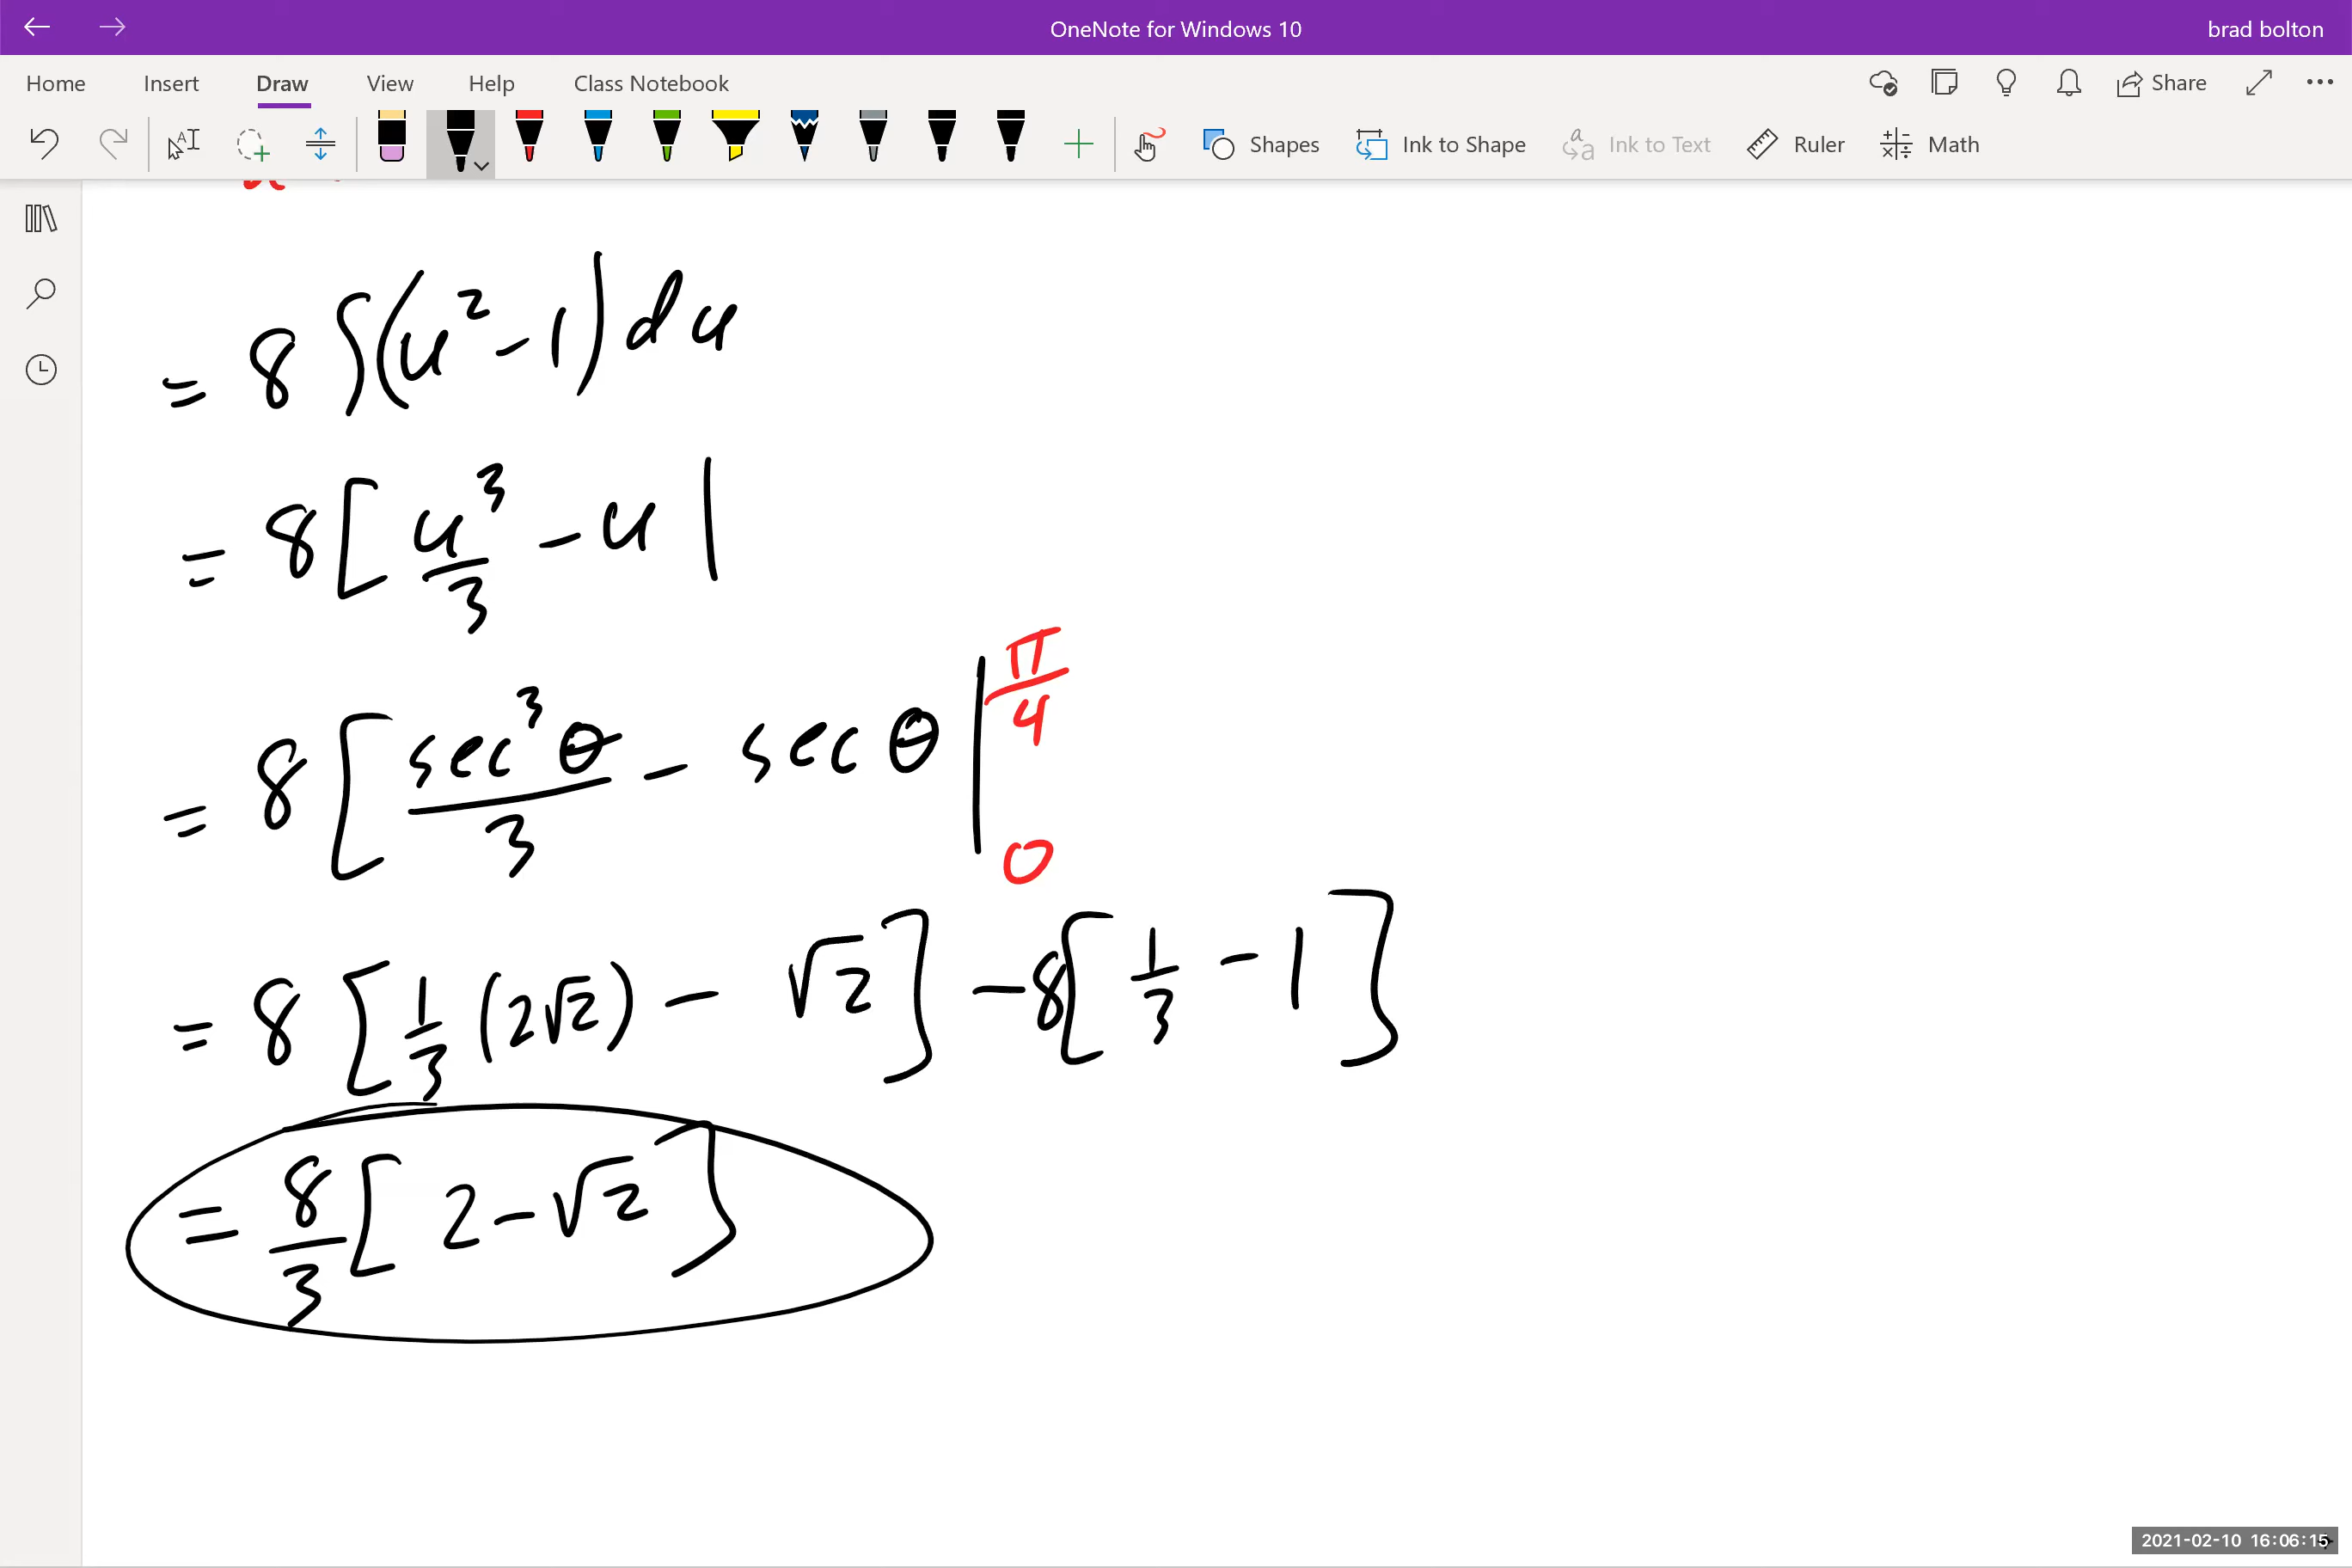 OneNote for Windows 10
brad bolton
Home Insert Draw View Help Class Notebook Share
Shapes Ink to Shape Ink to Text Ruler Math
= 8 ∫(u² - 1) du
= 8 [ u³/3 - u |
= 8 [ sec³θ/3 - sec θ | π/4 0
= 8 [ 1/3 (2√2) - √2 ] - 8 [ 1/3 - 1 ]
= 8/3 [ 2 - √2 ]
2021-02-10 16:06:15